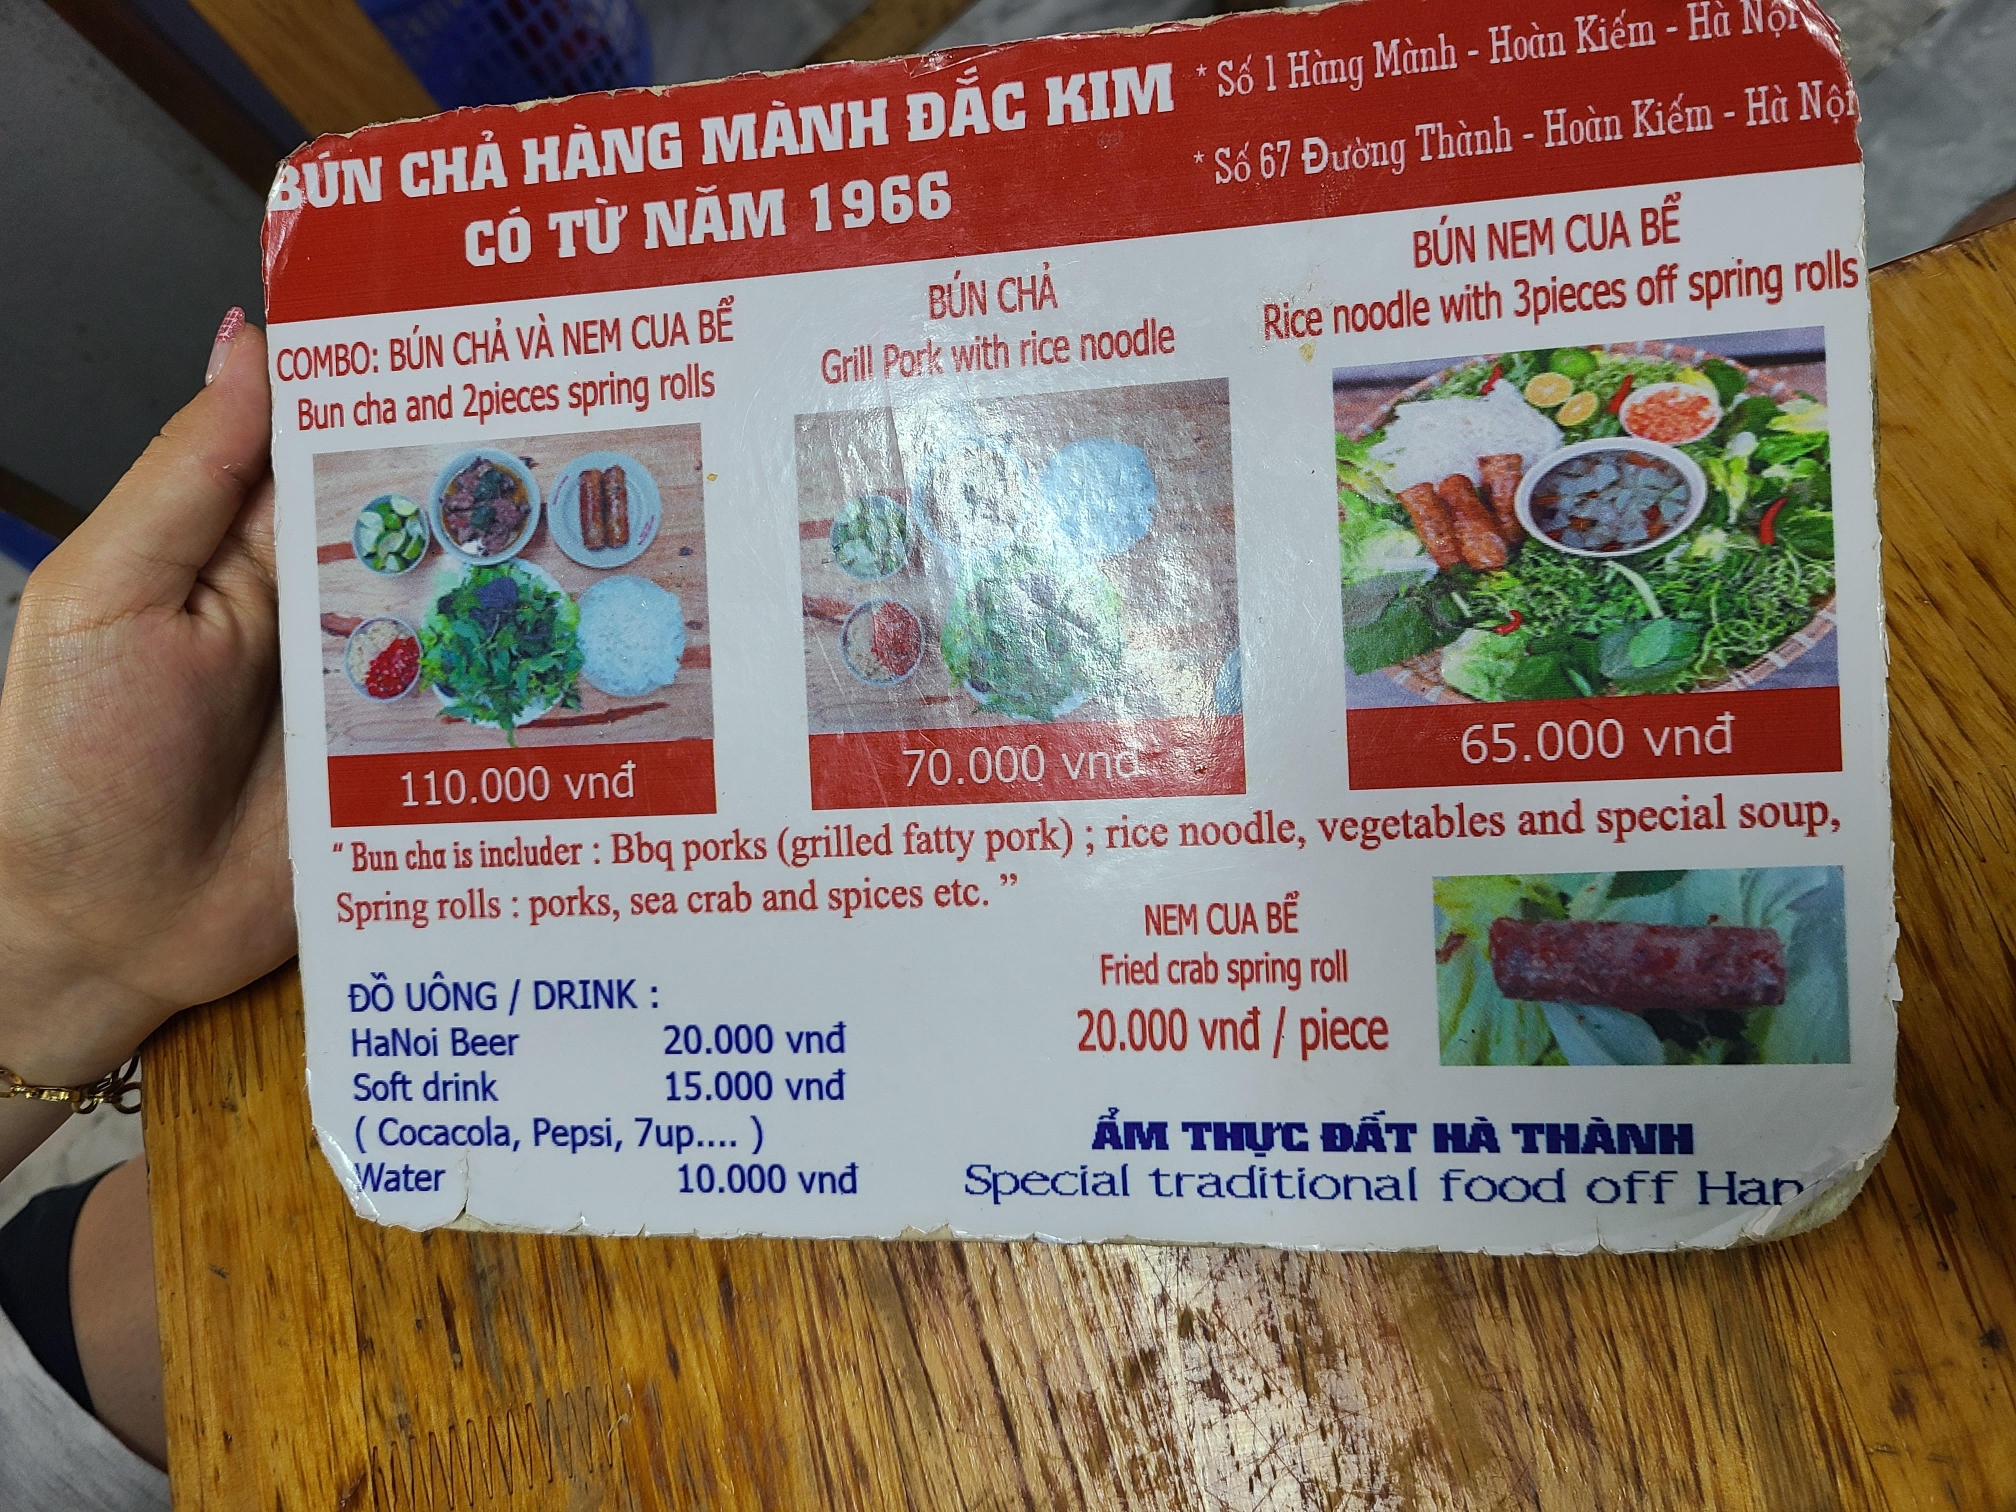 BÚN CHẢ HÀNG MÀNH ĐẮC KIM
CÓ TỪ NĂM 1966
* Số 1 Hàng Mành - Hoàn Kiếm - Hà Nội
* Số 67 Đường Thành - Hoàn Kiếm - Hà Nội
COMBO: BÚN CHẢ VÀ NEM CUA BỂ
Bun cha and 2pieces spring rolls
110.000 vnđ
BÚN CHẢ
Grill Pork with rice noodle
70.000 vnđ
BÚN NEM CUA BỂ
Rice noodle with 3pieces off spring rolls
65.000 vnđ
“ Bun cha is includer : Bbq porks (grilled fatty pork) ; rice noodle, vegetables and special soup,
Spring rolls : porks, sea crab and spices etc. ”
NEM CUA BỂ
Fried crab spring roll
20.000 vnđ / piece
ĐỒ UÔNG / DRINK :
HaNoi Beer 20.000 vnđ
Soft drink 15.000 vnđ
( Cocacola, Pepsi, 7up.... )
Water 10.000 vnđ
ẨM THỰC ĐẤT HÀ THÀNH
Special traditional food off